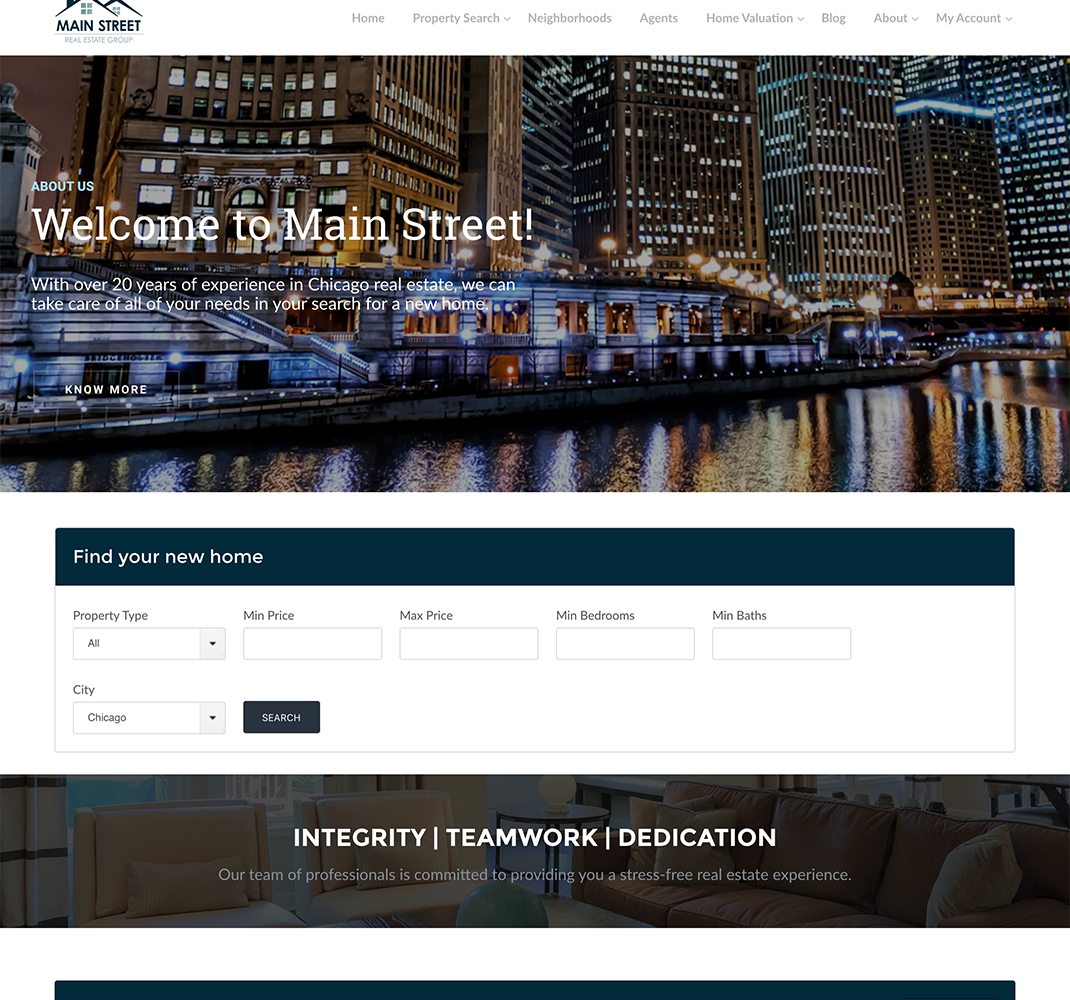 MAIN STREET
REAL ESTATE GROUP
Home Property Search Neighborhoods Agents Home Valuation Blog About My Account
ABOUT US
Welcome to Main Street!
With over 20 years of experience in Chicago real estate, we can
take care of all of your needs in your search for a new home.
BRIDGEHOUSE
KNOW MORE
Find your new home
Property Type Min Price Max Price Min Bedrooms Min Baths
All
City
Chicago SEARCH
INTEGRITY | TEAMWORK | DEDICATION
Our team of professionals is committed to providing you a stress-free real estate experience.